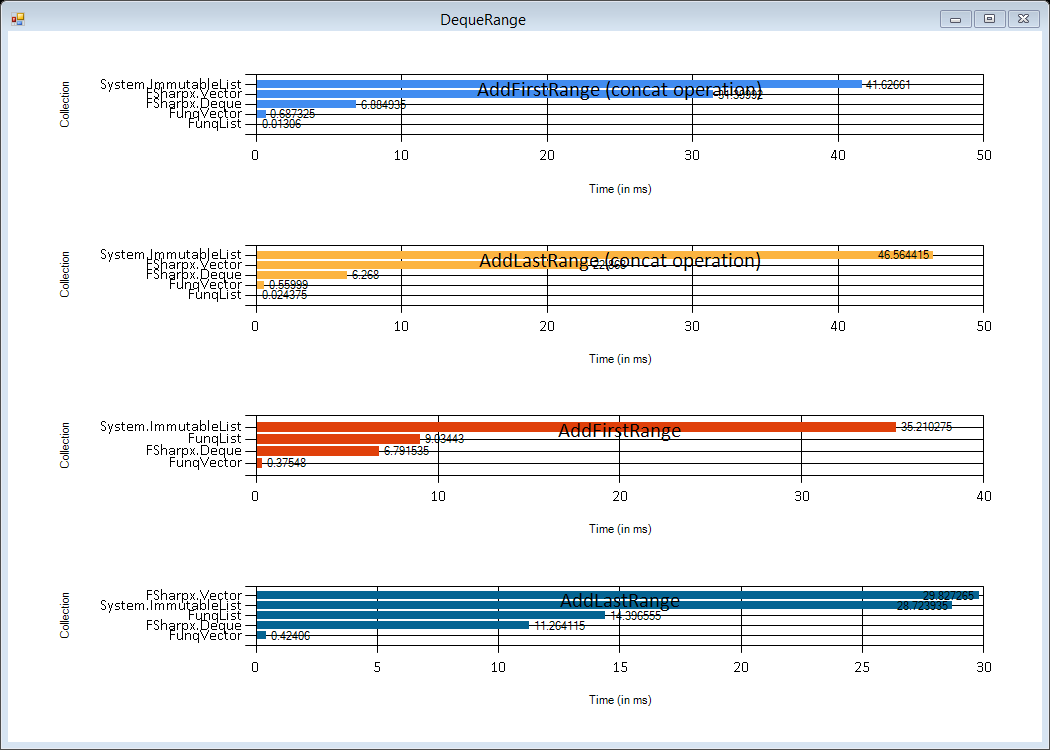 DequeRange
AddFirstRange (concat operation)
Collection
System.ImmutableList 41.62661
FSharpx.Vector 31.39992
FSharpx.Deque 6.884935
FunqVector 0.687325
FunqList 0.01306
0 10 20 30 40 50
Time (in ms)
AddLastRange (concat operation)
Collection
System.ImmutableList 46.564415
FSharpx.Vector
FSharpx.Deque 6.268
FunqVector 0.55999
FunqList 0.024375
0 10 20 30 40 50
Time (in ms)
AddFirstRange
Collection
System.ImmutableList 35.210275
FunqList 9.03443
FSharpx.Deque 6.791535
FunqVector 0.37548
0 10 20 30 40
Time (in ms)
AddLastRange
Collection
FSharpx.Vector 29.827265
System.ImmutableList 28.723935
FunqList 14.396555
FSharpx.Deque 11.264115
FunqVector 0.42406
0 5 10 15 20 25 30
Time (in ms)